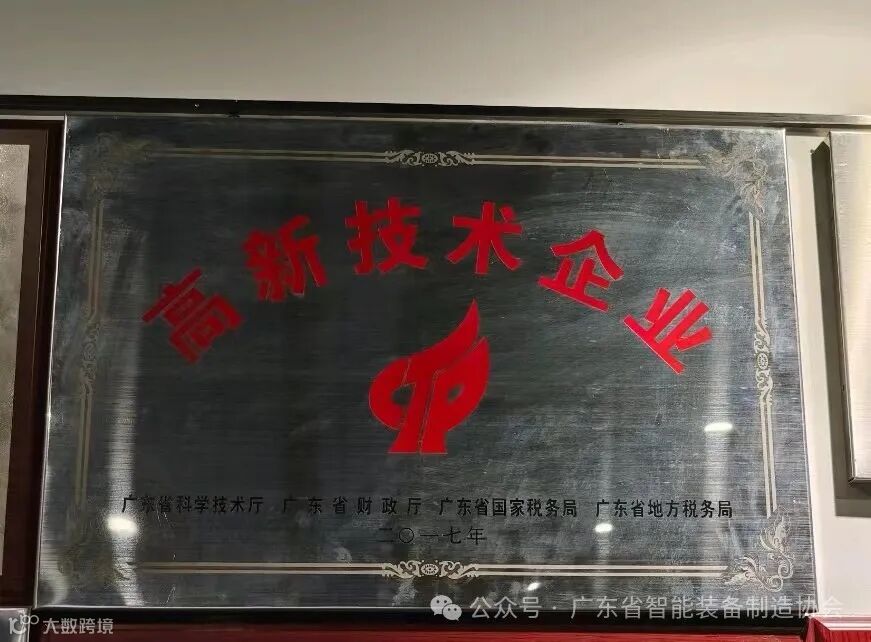 高新技术企业
广东省科学技术厅 广东省财政厅 广东省国家税务局 广东省地方税务局
二〇一七年
公众号·广东省智能装备制造协会
大数跨境